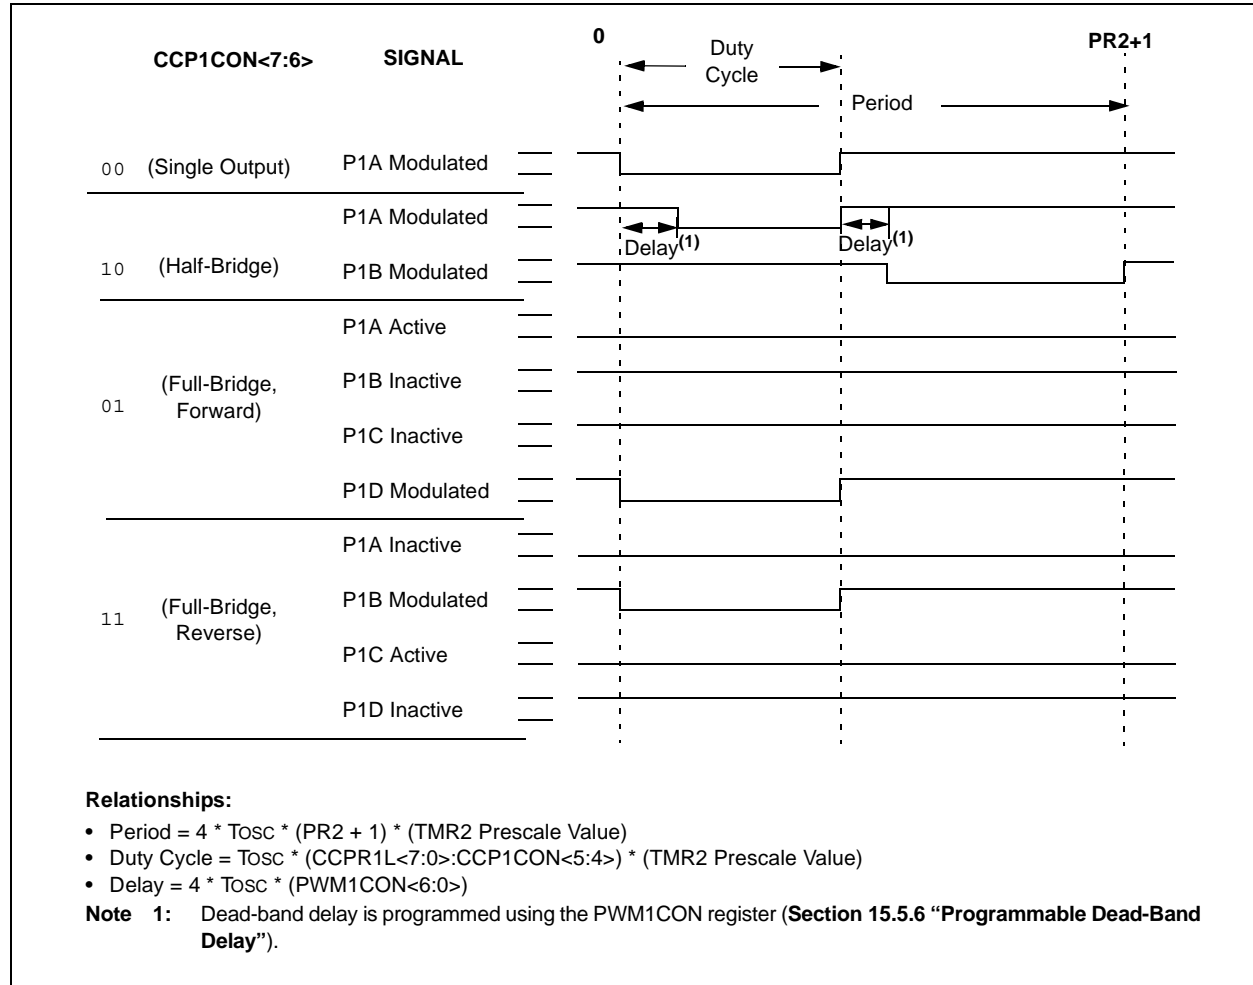 0
PR2+1
CCP1CON<7:6>
SIGNAL
Duty
Cycle
Period
00 (Single Output) P1A Modulated
P1A Modulated
Delay(1)
Delay(1)
10 (Half-Bridge) P1B Modulated
P1A Active
01 (Full-Bridge,
Forward)
P1B Inactive
P1C Inactive
P1D Modulated
P1A Inactive
11 (Full-Bridge,
Reverse)
P1B Modulated
P1C Active
P1D Inactive
Relationships:
• Period = 4 * TOSC * (PR2 + 1) * (TMR2 Prescale Value)
• Duty Cycle = TOSC * (CCPR1L<7:0>:CCP1CON<5:4>) * (TMR2 Prescale Value)
• Delay = 4 * TOSC * (PWM1CON<6:0>)
Note 1: Dead-band delay is programmed using the PWM1CON register (Section 15.5.6 “Programmable Dead-Band
Delay”).